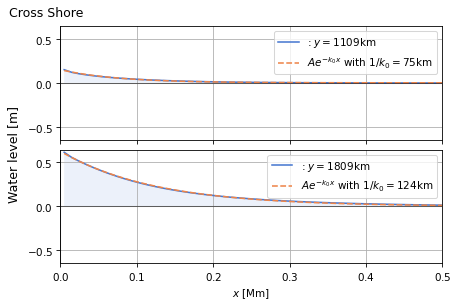 Cross Shore
0.5
: y = 1109km
Ae^{-k_0x} with 1/k_0 = 75km
0.0
−0.5
Water level [m]
0.5
: y = 1809km
Ae^{-k_0x} with 1/k_0 = 124km
0.0
−0.5
0.0 0.1 0.2 0.3 0.4 0.5
x [Mm]